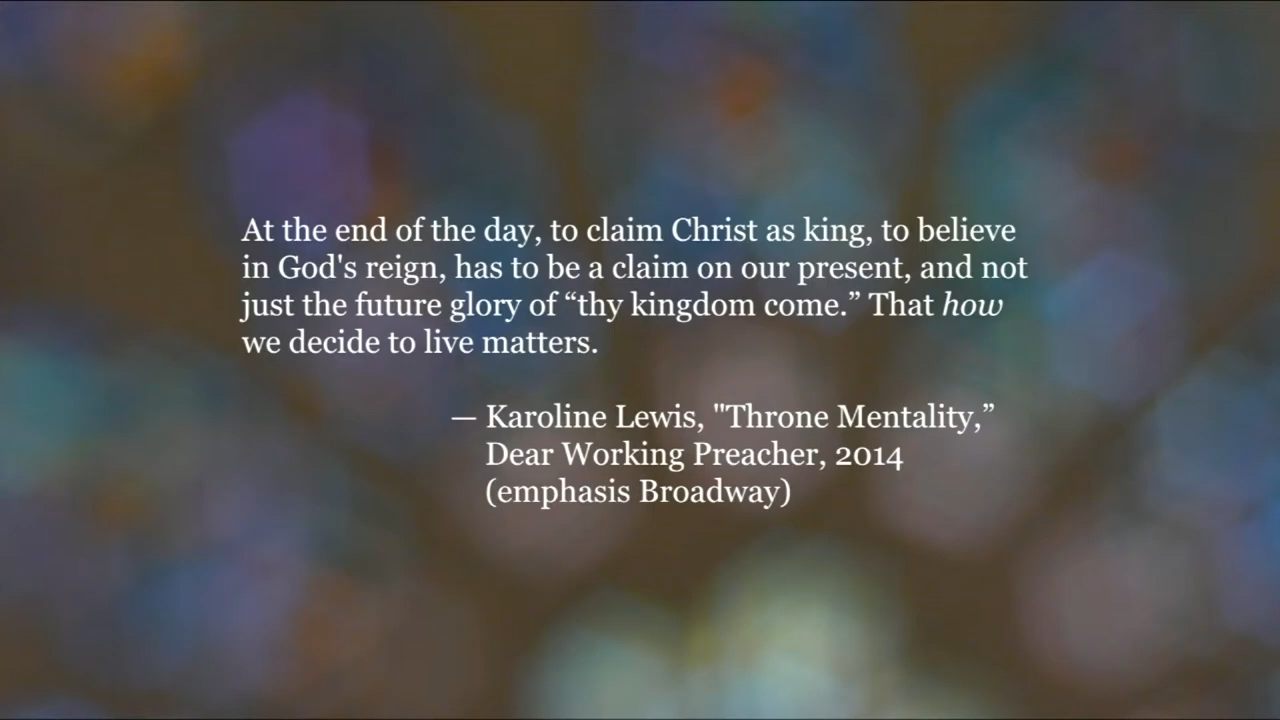 At the end of the day, to claim Christ as king, to believe
in God's reign, has to be a claim on our present, and not
just the future glory of “thy kingdom come.” That how
we decide to live matters.
— Karoline Lewis, "Throne Mentality,”
Dear Working Preacher, 2014
(emphasis Broadway)